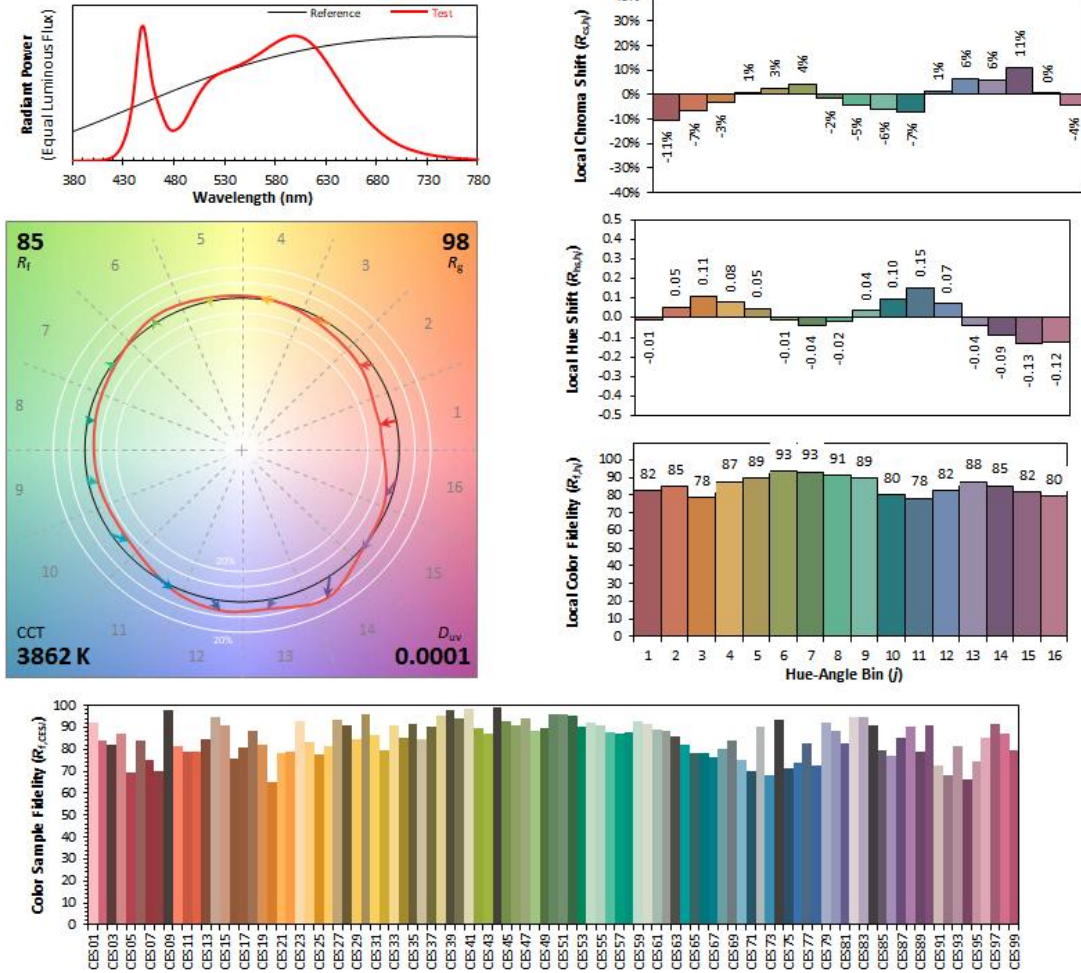 Radiant Power
(Equal Luminous Flux)
Reference
Test
380 430 480 530 580 630 680 730 780
Wavelength (nm)
Local Chroma Shift (Rcs,hj)
40%
30%
20%
10%
0%
-10%
-20%
-30%
-40%
-11% -7% -3% 1% 3% 4% -2% -5% -6% -7% 1% 6% 6% 11% 0% -4%
85
Rf
98
Rg
5 4
6 3
7 2
8 1
9 16
10 15
11 14
12 13
20%
20%
CCT
3862 K
Duv
0.0001
Local Hue Shift (Rhs,hj)
0.5
0.4
0.3
0.2
0.1
0.0
-0.1
-0.2
-0.3
-0.4
-0.5
-0.01 0.05 0.11 0.08 0.05 -0.01 -0.04 -0.02 0.04 0.10 0.15 0.07 -0.04 -0.09 -0.13 -0.12
Local Color Fidelity (Rf,hj)
100
90
80
70
60
50
40
30
20
10
0
82 85 78 87 89 93 93 91 89 80 78 82 88 85 82 80
1 2 3 4 5 6 7 8 9 10 11 12 13 14 15 16
Hue-Angle Bin (j)
Color Sample Fidelity (Rf,CESi)
100
90
80
70
60
50
40
30
20
10
0
CES01 CES03 CES05 CES07 CES09 CES11 CES13 CES15 CES17 CES19 CES21 CES23 CES25 CES27 CES29 CES31 CES33 CES35 CES37 CES39 CES41 CES43 CES45 CES47 CES49 CES51 CES53 CES55 CES57 CES59 CES61 CES63 CES65 CES67 CES69 CES71 CES73 CES75 CES77 CES79 CES81 CES83 CES85 CES87 CES89 CES91 CES93 CES95 CES97 CES99